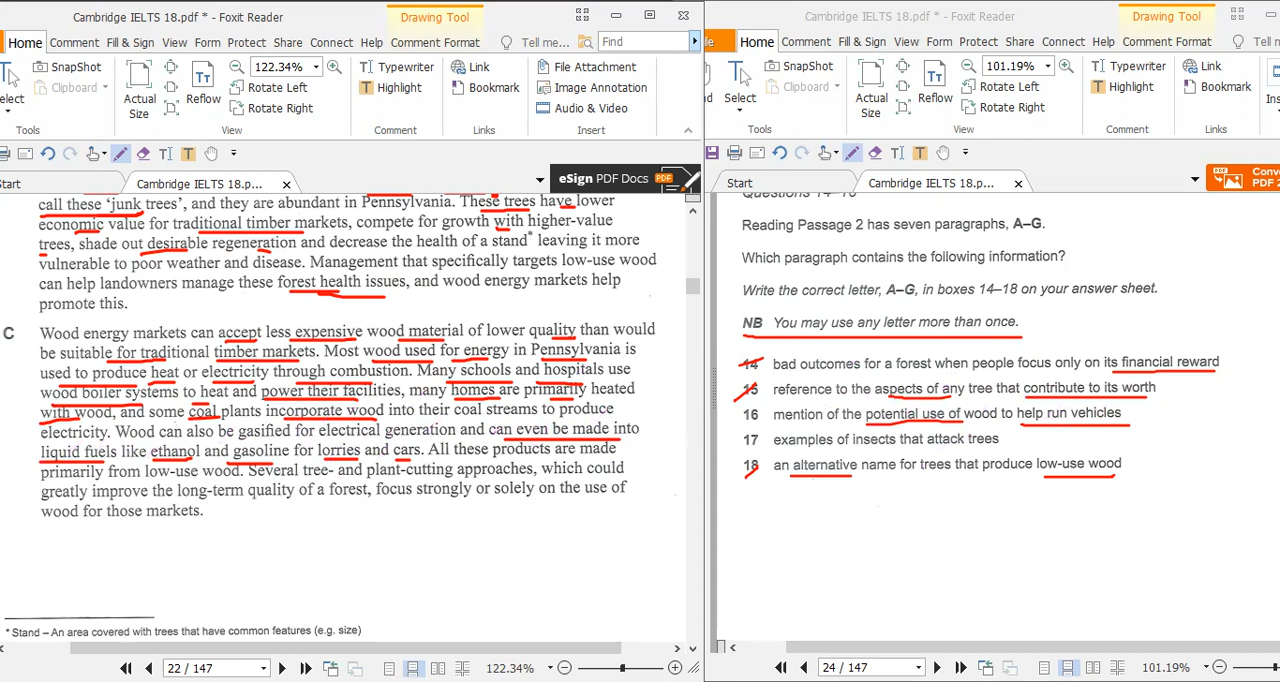 Cambridge IELTS 18.pdf * - Foxit Reader
Drawing Tool
Home Comment Fill & Sign View Form Protect Share Connect Help Comment Format Tell me... Find
SnapShot
Clipboard
Actual Size
Reflow
122.34%
Rotate Left
Rotate Right
Typewriter
Highlight
Link
Bookmark
File Attachment
Image Annotation
Audio & Video
Tools View Comment Links Insert
eSign PDF Docs PDF
Cambridge IELTS 18.p...
call these ‘junk trees’, and they are abundant in Pennsylvania. These trees have lower
economic value for traditional timber markets, compete for growth with higher-value
trees, shade out desirable regeneration and decrease the health of a stand* leaving it more
vulnerable to poor weather and disease. Management that specifically targets low-use wood
can help landowners manage these forest health issues, and wood energy markets help
promote this.
C Wood energy markets can accept less expensive wood material of lower quality than would
be suitable for traditional timber markets. Most wood used for energy in Pennsylvania is
used to produce heat or electricity through combustion. Many schools and hospitals use
wood boiler systems to heat and power their facilities, many homes are primarily heated
with wood, and some coal plants incorporate wood into their coal streams to produce
electricity. Wood can also be gasified for electrical generation and can even be made into
liquid fuels like ethanol and gasoline for lorries and cars. All these products are made
primarily from low-use wood. Several tree- and plant-cutting approaches, which could
greatly improve the long-term quality of a forest, focus strongly or solely on the use of
wood for those markets.
* Stand – An area covered with trees that have common features (e.g. size)
22 / 147
122.34%
Cambridge IELTS 18.pdf * - Foxit Reader
Drawing Tool
Home Comment Fill & Sign View Form Protect Share Connect Help Comment Format
SnapShot
Clipboard
Select
Actual Size
Reflow
101.19%
Rotate Left
Rotate Right
Typewriter
Highlight
Link
Bookmark
Tools View Comment Links
Start
Cambridge IELTS 18.p...
Reading Passage 2 has seven paragraphs, A–G.
Which paragraph contains the following information?
Write the correct letter, A–G, in boxes 14–18 on your answer sheet.
NB You may use any letter more than once.
14 bad outcomes for a forest when people focus only on its financial reward
15 reference to the aspects of any tree that contribute to its worth
16 mention of the potential use of wood to help run vehicles
17 examples of insects that attack trees
18 an alternative name for trees that produce low-use wood
24 / 147
101.19%